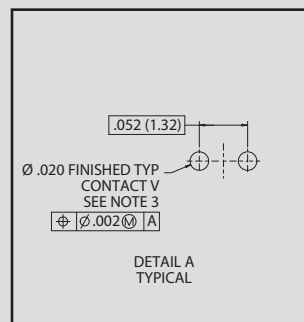 .052 (1.32)
Ø .020 FINISHED TYP
CONTACT V
SEE NOTE 3
⌖ Ø.002Ⓜ A
DETAIL A
TYPICAL